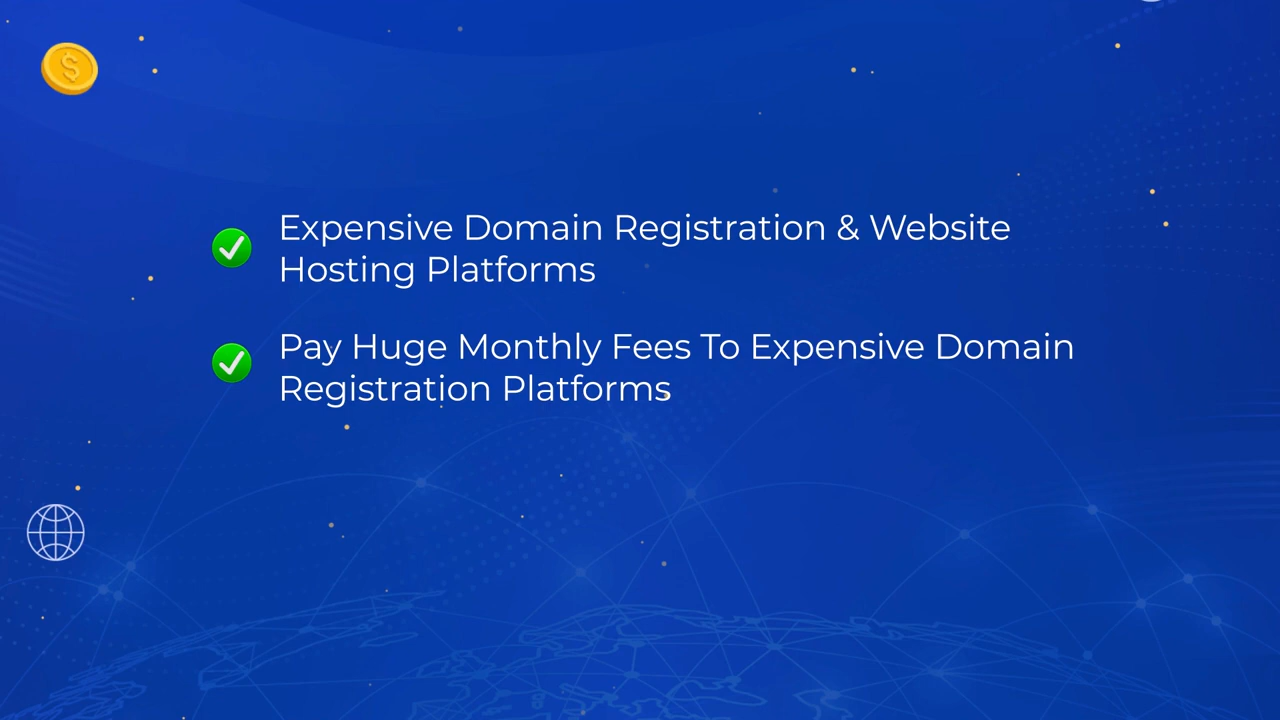 Expensive Domain Registration & Website
Hosting Platforms
Pay Huge Monthly Fees To Expensive Domain
Registration Platforms